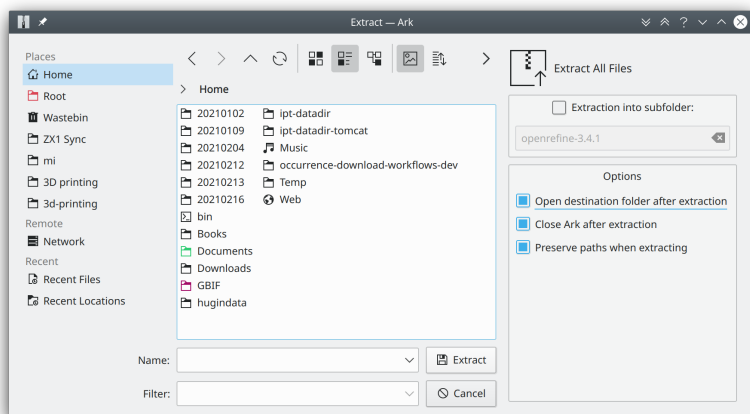 Extract — Ark
Places
Home
Root
Wastebin
ZX1 Sync
mi
3D printing
3d-printing
Remote
Network
Recent
Recent Files
Recent Locations
Home
20210102
20210109
20210204
20210212
20210213
20210216
bin
Books
Documents
Downloads
GBIF
hugindata
ipt-datadir
ipt-datadir-tomcat
Music
occurrence-download-workflows-dev
Temp
Web
Name:
Extract
Filter:
Cancel
Extract All Files
Extraction into subfolder:
openrefine-3.4.1
Options
Open destination folder after extraction
Close Ark after extraction
Preserve paths when extracting